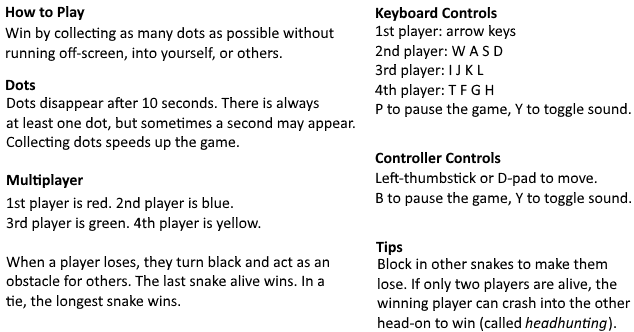 How to Play
Win by collecting as many dots as possible without
running off-screen, into yourself, or others.
Dots
Dots disappear after 10 seconds. There is always
at least one dot, but sometimes a second may appear.
Collecting dots speeds up the game.
Multiplayer
1st player is red. 2nd player is blue.
3rd player is green. 4th player is yellow.
When a player loses, they turn black and act as an
obstacle for others. The last snake alive wins. In a
tie, the longest snake wins.
Keyboard Controls
1st player: arrow keys
2nd player: W A S D
3rd player: I J K L
4th player: T F G H
P to pause the game, Y to toggle sound.
Controller Controls
Left-thumbstick or D-pad to move.
B to pause the game, Y to toggle sound.
Tips
Block in other snakes to make them
lose. If only two players are alive, the
winning player can crash into the other
head-on to win (called headhunting).